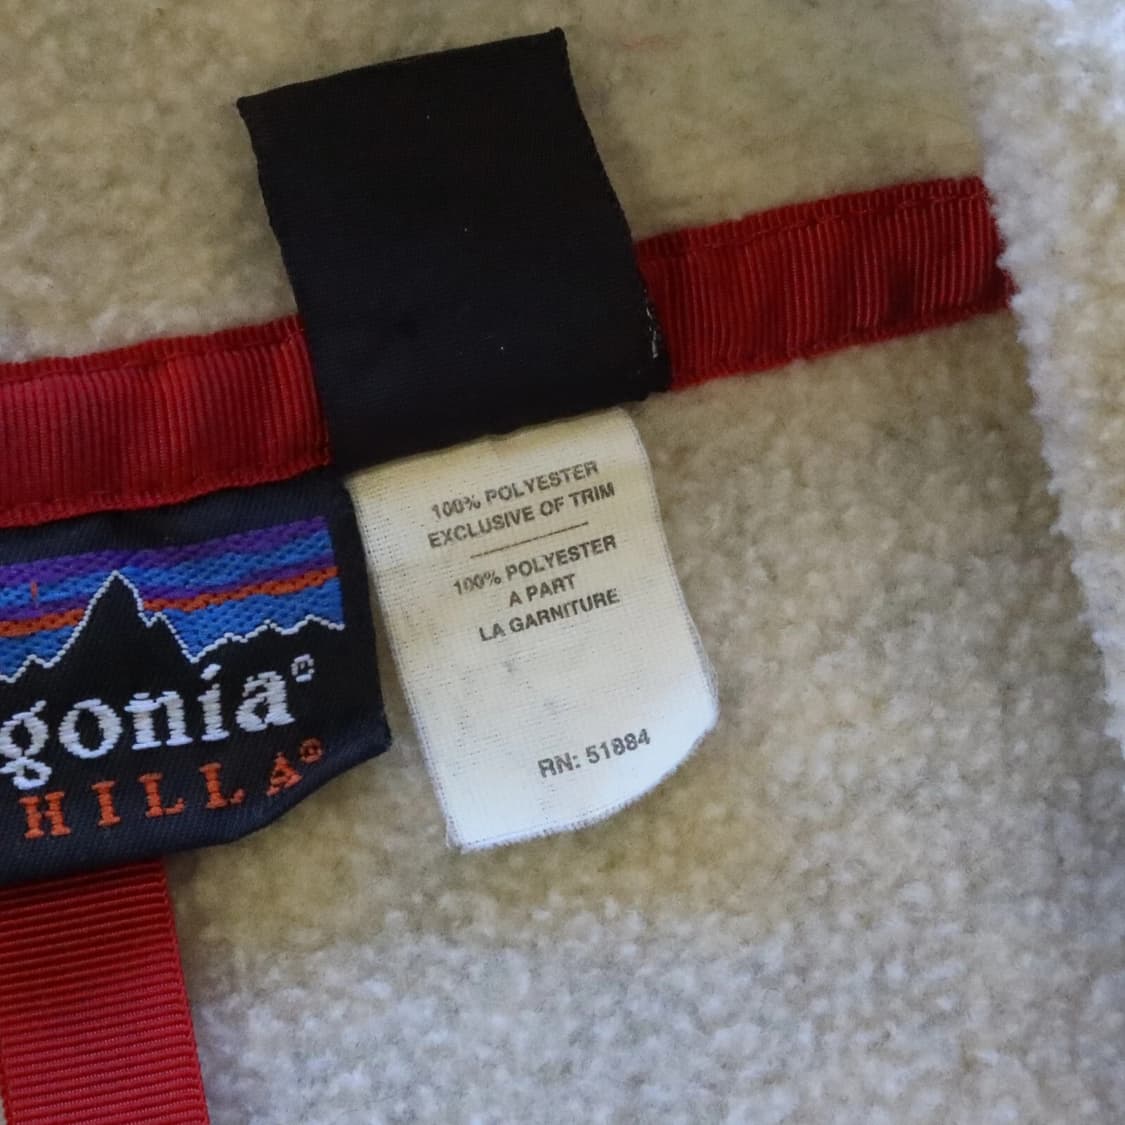 100% POLYESTER
EXCLUSIVE OF TRIM
100% POLYESTER
A PART
LA GARNITURE
RN: 51884
gonia®
HILLA®